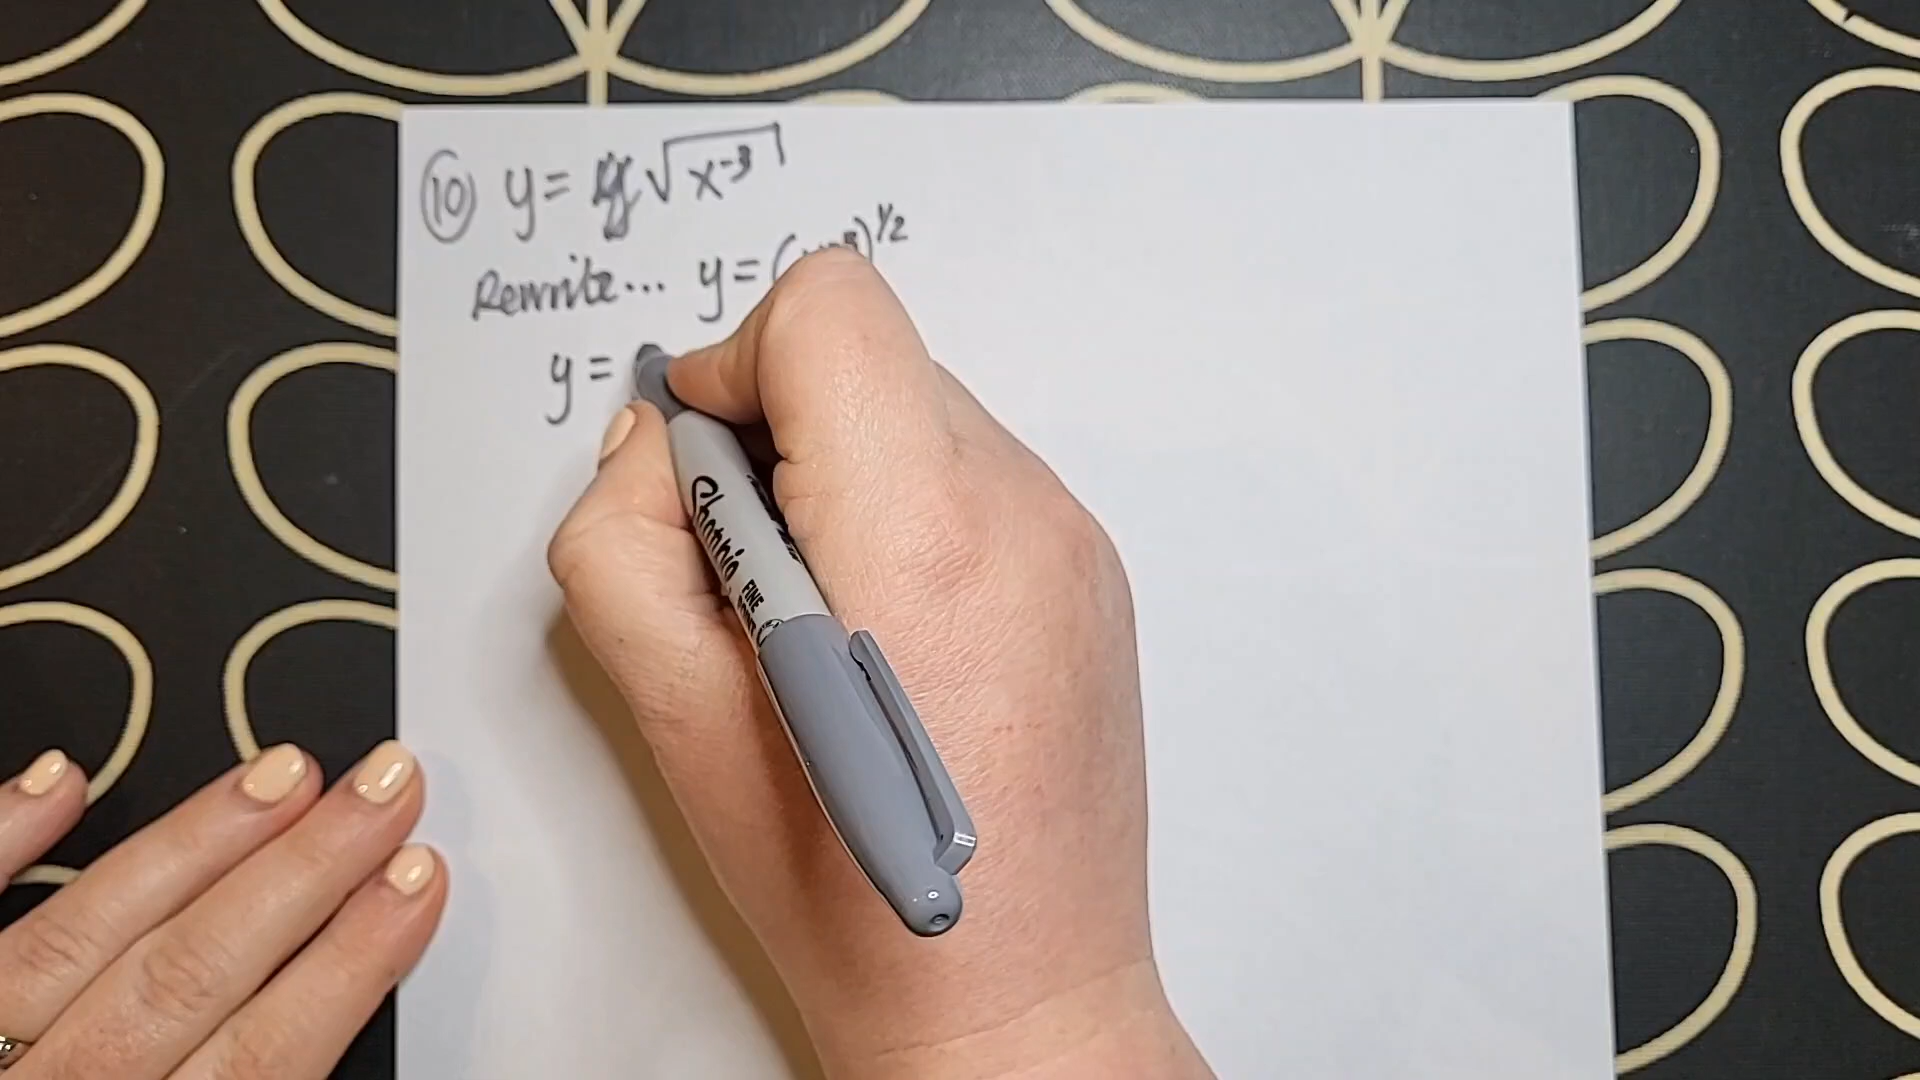 ⑩ y = √x⁻³
Rewrite... y = ( )^1/2
y =
Sharpie
FINE